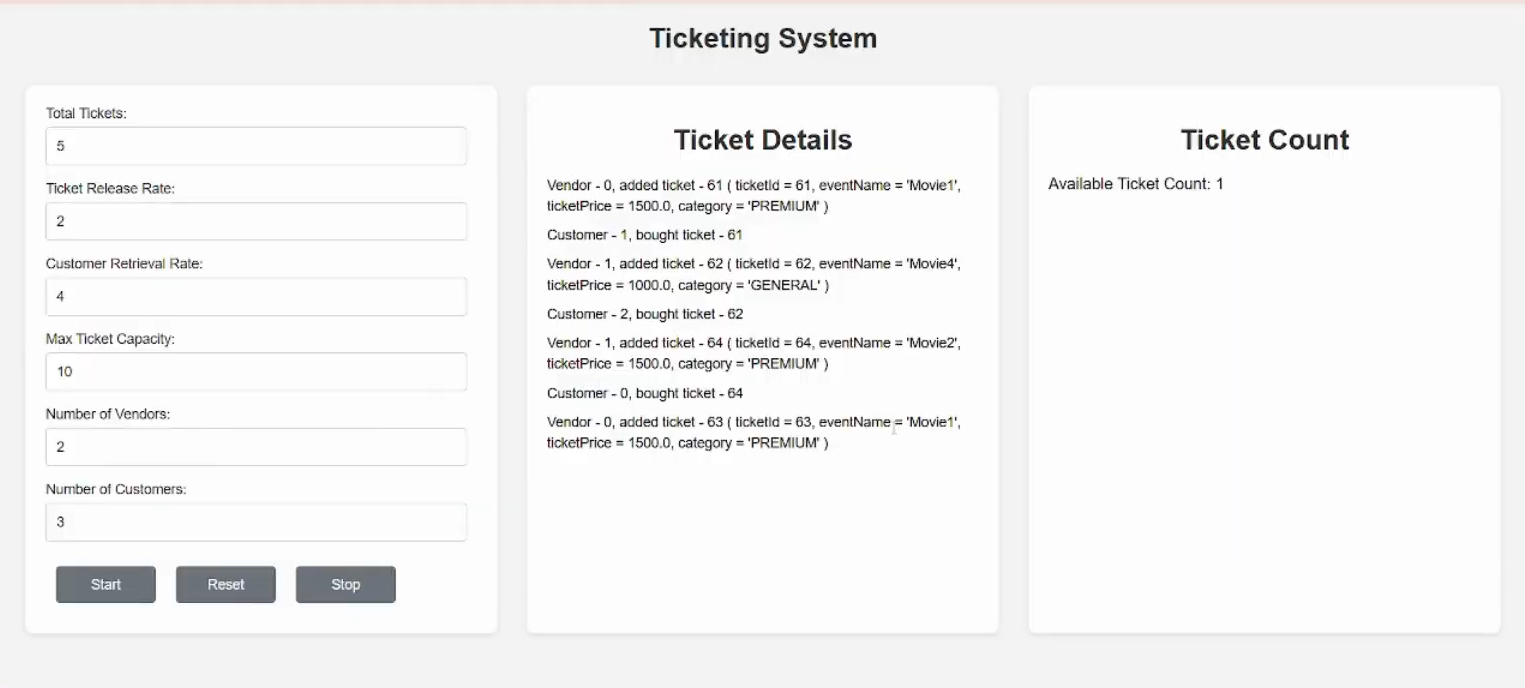 Ticketing System
Total Tickets:
5
Ticket Release Rate:
2
Customer Retrieval Rate:
4
Max Ticket Capacity:
10
Number of Vendors:
2
Number of Customers:
3
Start
Reset
Stop
Ticket Details
Vendor - 0, added ticket - 61 ( ticketId = 61, eventName = 'Movie1',
ticketPrice = 1500.0, category = 'PREMIUM' )
Customer - 1, bought ticket - 61
Vendor - 1, added ticket - 62 ( ticketId = 62, eventName = 'Movie4',
ticketPrice = 1000.0, category = 'GENERAL' )
Customer - 2, bought ticket - 62
Vendor - 1, added ticket - 64 ( ticketId = 64, eventName = 'Movie2',
ticketPrice = 1500.0, category = 'PREMIUM' )
Customer - 0, bought ticket - 64
Vendor - 0, added ticket - 63 ( ticketId = 63, eventName = 'Movie1',
ticketPrice = 1500.0, category = 'PREMIUM' )
Ticket Count
Available Ticket Count: 1